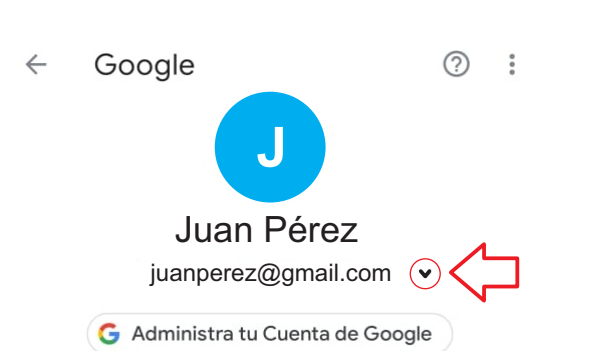 Google
J
Juan Pérez
juanperez@gmail.com
G Administra tu Cuenta de Google